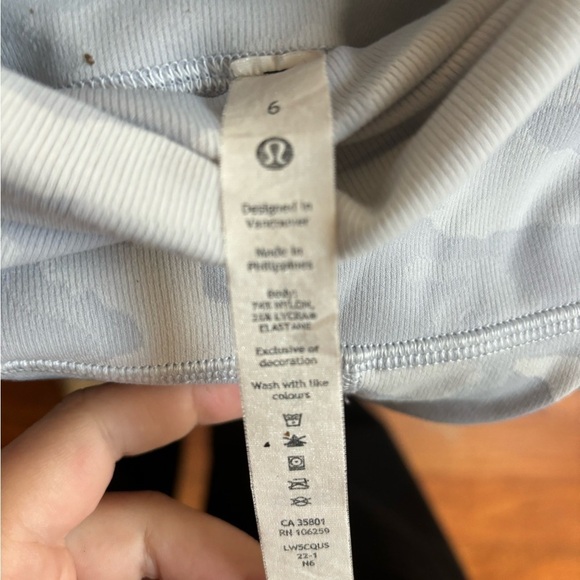 6
Designed in
Vancouver
Made in
Philippines
Body:
74% NYLON,
26% LYCRA®
ELASTANE
Exclusive of
decoration
Wash with like
colours
CA 35801
RN 106259
LW5CQUS
22-1
N6